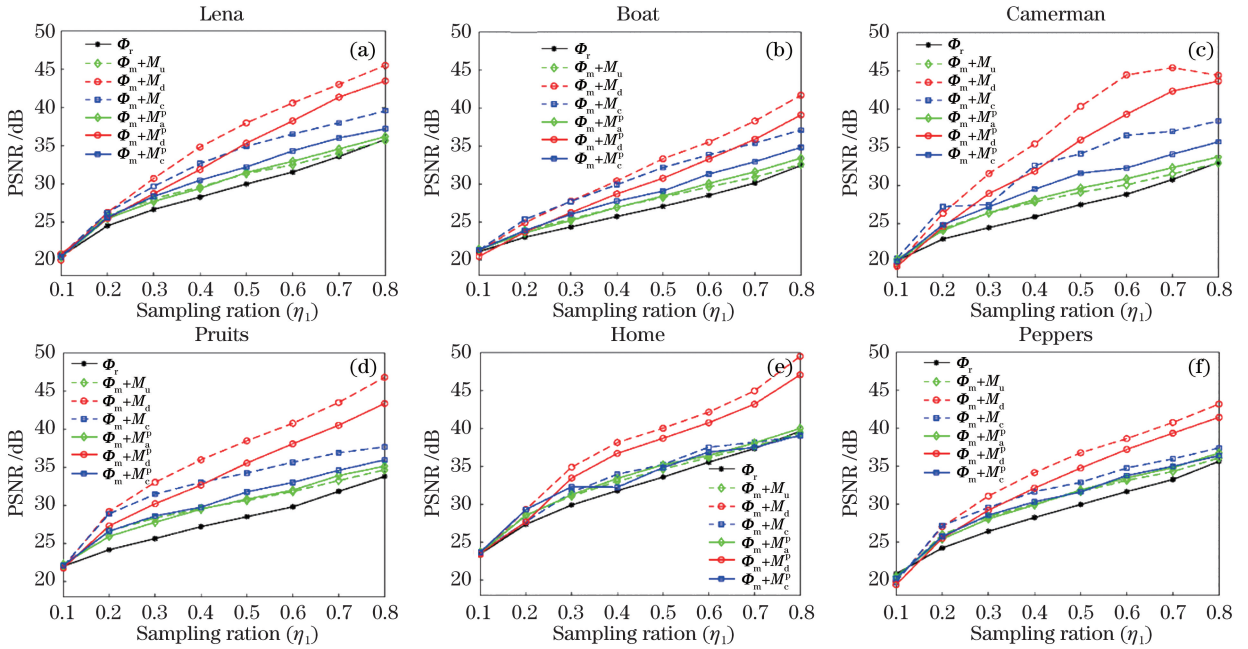 Lena
50
45
40
35
30
25
20
PSNR /dB
(a)
Φr
Φm+Mu
Φm+Md
Φm+Mc
Φm+Mᵖa
Φm+Mᵖd
Φm+Mᵖc
0.1 0.2 0.3 0.4 0.5 0.6 0.7 0.8
Sampling ration (η1)
Boat
50
45
40
35
30
25
20
PSNR /dB
(b)
Φr
Φm+Mu
Φm+Md
Φm+Mc
Φm+Mᵖa
Φm+Mᵖd
Φm+Mᵖc
0.1 0.2 0.3 0.4 0.5 0.6 0.7 0.8
Sampling ration (η1)
Camerman
50
45
40
35
30
25
20
PSNR /dB
(c)
Φr
Φm+Mu
Φm+Md
Φm+Mc
Φm+Mᵖa
Φm+Mᵖd
Φm+Mᵖc
0.1 0.2 0.3 0.4 0.5 0.6 0.7 0.8
Sampling ration (η1)
Pruits
50
45
40
35
30
25
20
PSNR /dB
(d)
Φr
Φm+Mu
Φm+Md
Φm+Mc
Φm+Mᵖa
Φm+Mᵖd
Φm+Mᵖc
0.1 0.2 0.3 0.4 0.5 0.6 0.7 0.8
Sampling ration (η1)
Home
50
45
40
35
30
25
20
PSNR /dB
(e)
Φr
Φm+Mu
Φm+Md
Φm+Mc
Φm+Mᵖa
Φm+Mᵖd
Φm+Mᵖc
0.1 0.2 0.3 0.4 0.5 0.6 0.7 0.8
Sampling ration (η1)
Peppers
50
45
40
35
30
25
20
PSNR /dB
(f)
Φr
Φm+Mu
Φm+Md
Φm+Mc
Φm+Mᵖa
Φm+Mᵖd
Φm+Mᵖc
0.1 0.2 0.3 0.4 0.5 0.6 0.7 0.8
Sampling ration (η1)